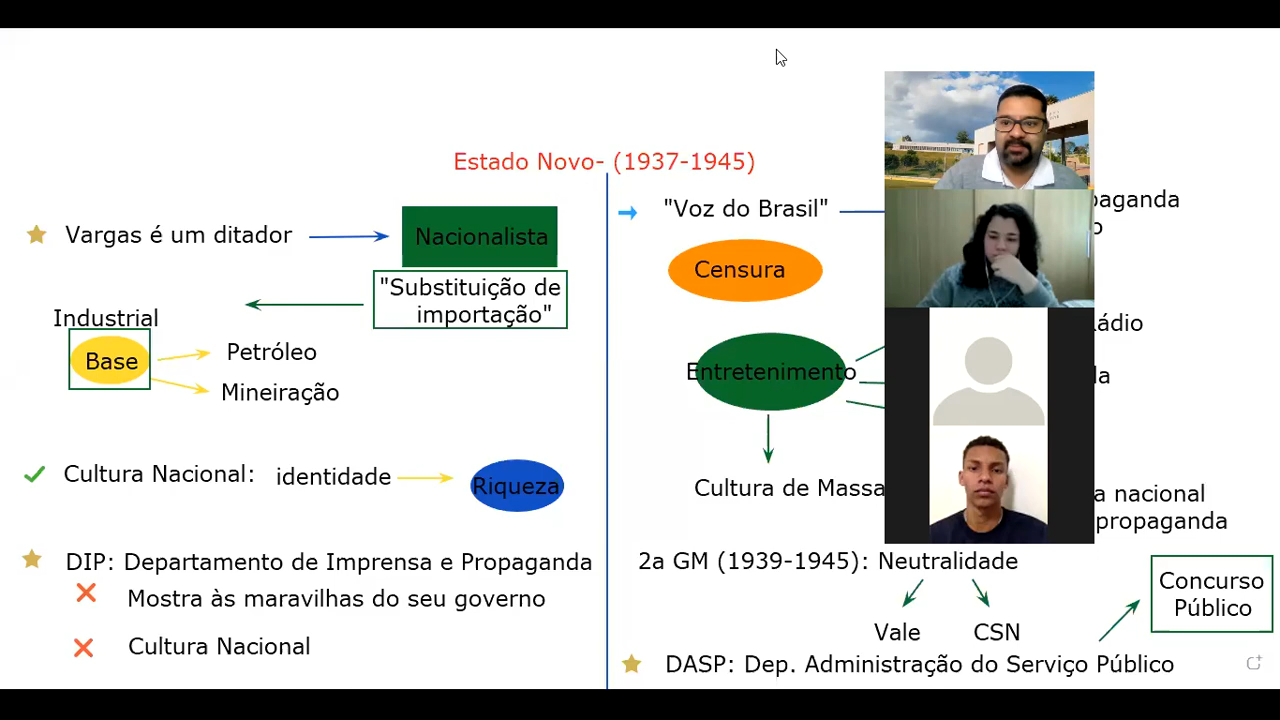 Estado Novo- (1937-1945)
Vargas é um ditador
Nacionalista
"Substituição de
importação"
Industrial
Base
Petróleo
Mineiração
Cultura Nacional: identidade
Riqueza
DIP: Departamento de Imprensa e Propaganda
Mostra às maravilhas do seu governo
Cultura Nacional
"Voz do Brasil"
Censura
Entretenimento
Cultura de Massa
a nacional
propaganda
2a GM (1939-1945): Neutralidade
Vale
CSN
Concurso
Público
DASP: Dep. Administração do Serviço Público